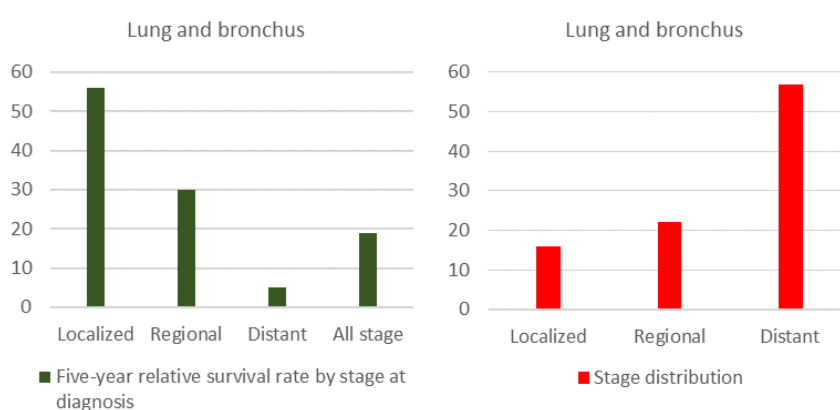 Lung and bronchus
60
50
40
30
20
10
0
Localized Regional Distant All stage
Five-year relative survival rate by stage at
diagnosis
Lung and bronchus
60
50
40
30
20
10
0
Localized Regional Distant
Stage distribution